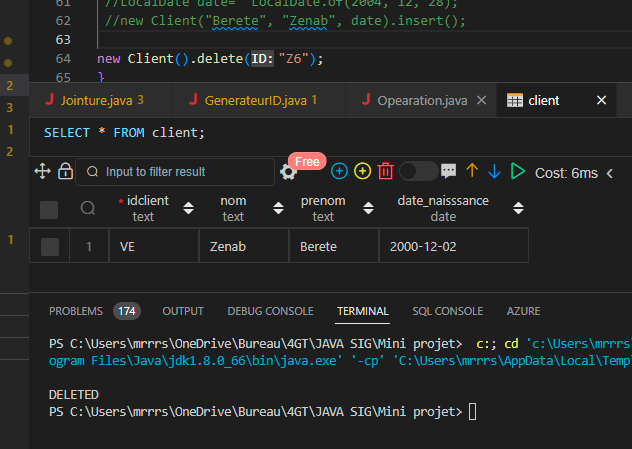 61 //LocalDate date= LocalDate.of(2004, 12, 28);
62 //new Client("Berete", "Zenab", date).insert();
63
64 new Client().delete(ID: "Z6");
65 }
2
3
1
2
1
Jointure.java 3 GenerateurID.java 1 Opearation.java client
SELECT * FROM client;
Input to filter result Free Cost: 6ms
* idclient nom prenom date_naisssance
text text text date
1 VE Zenab Berete 2000-12-02
PROBLEMS 174 OUTPUT DEBUG CONSOLE TERMINAL SQL CONSOLE AZURE
PS C:\Users\mrrrs\OneDrive\Bureau\4GT\JAVA SIG\Mini projet> c:; cd 'c:\Users\mrrrs
ogram Files\Java\jdk1.8.0_66\bin\java.exe' '-cp' 'C:\Users\mrrrs\AppData\Local\Temp
DELETED
PS C:\Users\mrrrs\OneDrive\Bureau\4GT\JAVA SIG\Mini projet>